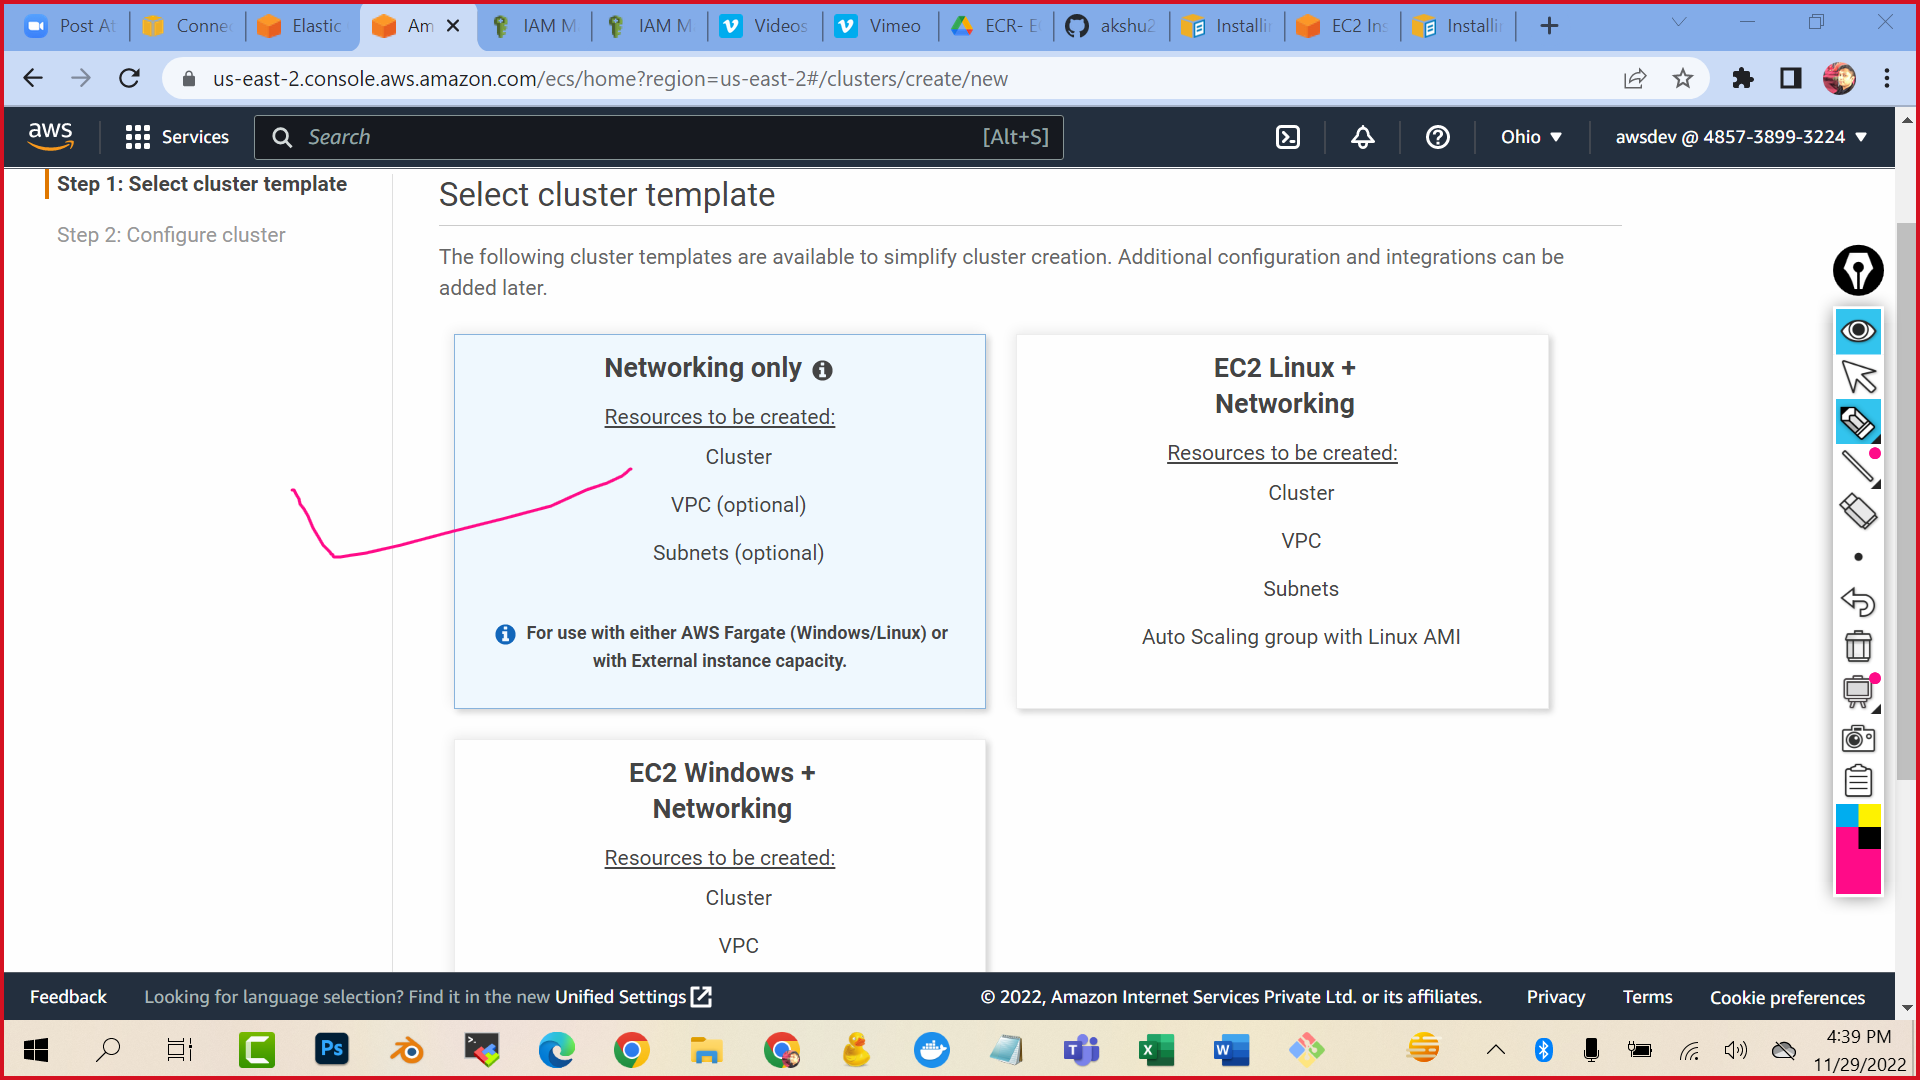 Post At
Conne
Elastic
Am
IAM M
IAM M
Videos
Vimeo
ECR- E
akshu2
Installi
EC2 Ins
Installi
us-east-2.console.aws.amazon.com/ecs/home?region=us-east-2#/clusters/create/new
aws
Services
Search
[Alt+S]
Ohio
awsdev @ 4857-3899-3224
Step 1: Select cluster template
Step 2: Configure cluster
Select cluster template
The following cluster templates are available to simplify cluster creation. Additional configuration and integrations can be
added later.
Networking only
Resources to be created:
Cluster
VPC (optional)
Subnets (optional)
For use with either AWS Fargate (Windows/Linux) or
with External instance capacity.
EC2 Linux +
Networking
Resources to be created:
Cluster
VPC
Subnets
Auto Scaling group with Linux AMI
EC2 Windows +
Networking
Resources to be created:
Cluster
VPC
Feedback
Looking for language selection? Find it in the new Unified Settings
© 2022, Amazon Internet Services Private Ltd. or its affiliates.
Privacy
Terms
Cookie preferences
Ps
4:39 PM
11/29/2022